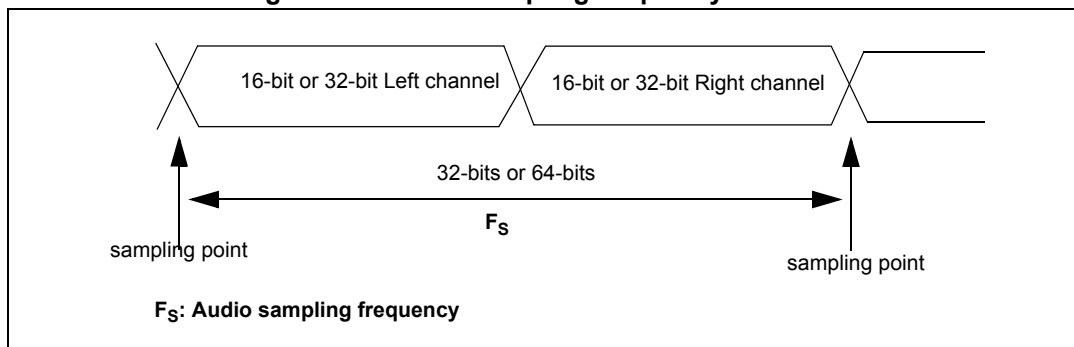 16-bit or 32-bit Left channel
16-bit or 32-bit Right channel
32-bits or 64-bits
FS
sampling point
sampling point
FS: Audio sampling frequency